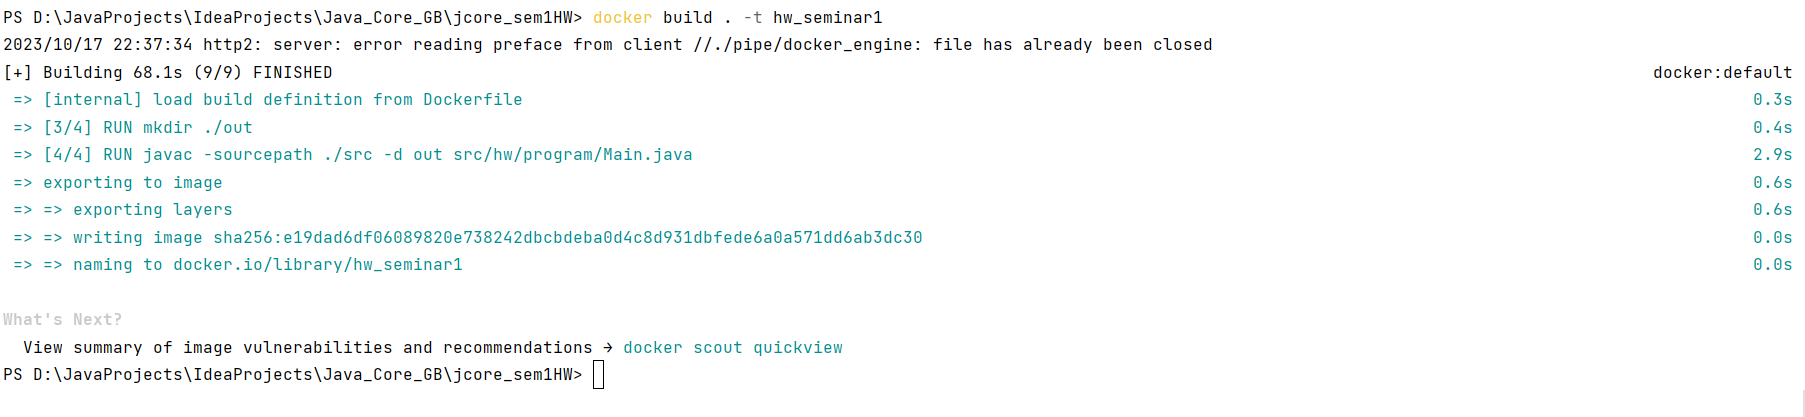 PS D:\JavaProjects\IdeaProjects\Java_Core_GB\jcore_sem1HW> docker build . -t hw_seminar1
2023/10/17 22:37:34 http2: server: error reading preface from client //./pipe/docker_engine: file has already been closed
[+] Building 68.1s (9/9) FINISHED docker:default
=> [internal] load build definition from Dockerfile 0.3s
=> [3/4] RUN mkdir ./out 0.4s
=> [4/4] RUN javac -sourcepath ./src -d out src/hw/program/Main.java 2.9s
=> exporting to image 0.6s
=> => exporting layers 0.6s
=> => writing image sha256:e19dad6df06089820e738242dbcbdeba0d4c8d931dbfede6a0a571dd6ab3dc30 0.0s
=> => naming to docker.io/library/hw_seminar1 0.0s
What's Next?
View summary of image vulnerabilities and recommendations → docker scout quickview
PS D:\JavaProjects\IdeaProjects\Java_Core_GB\jcore_sem1HW>